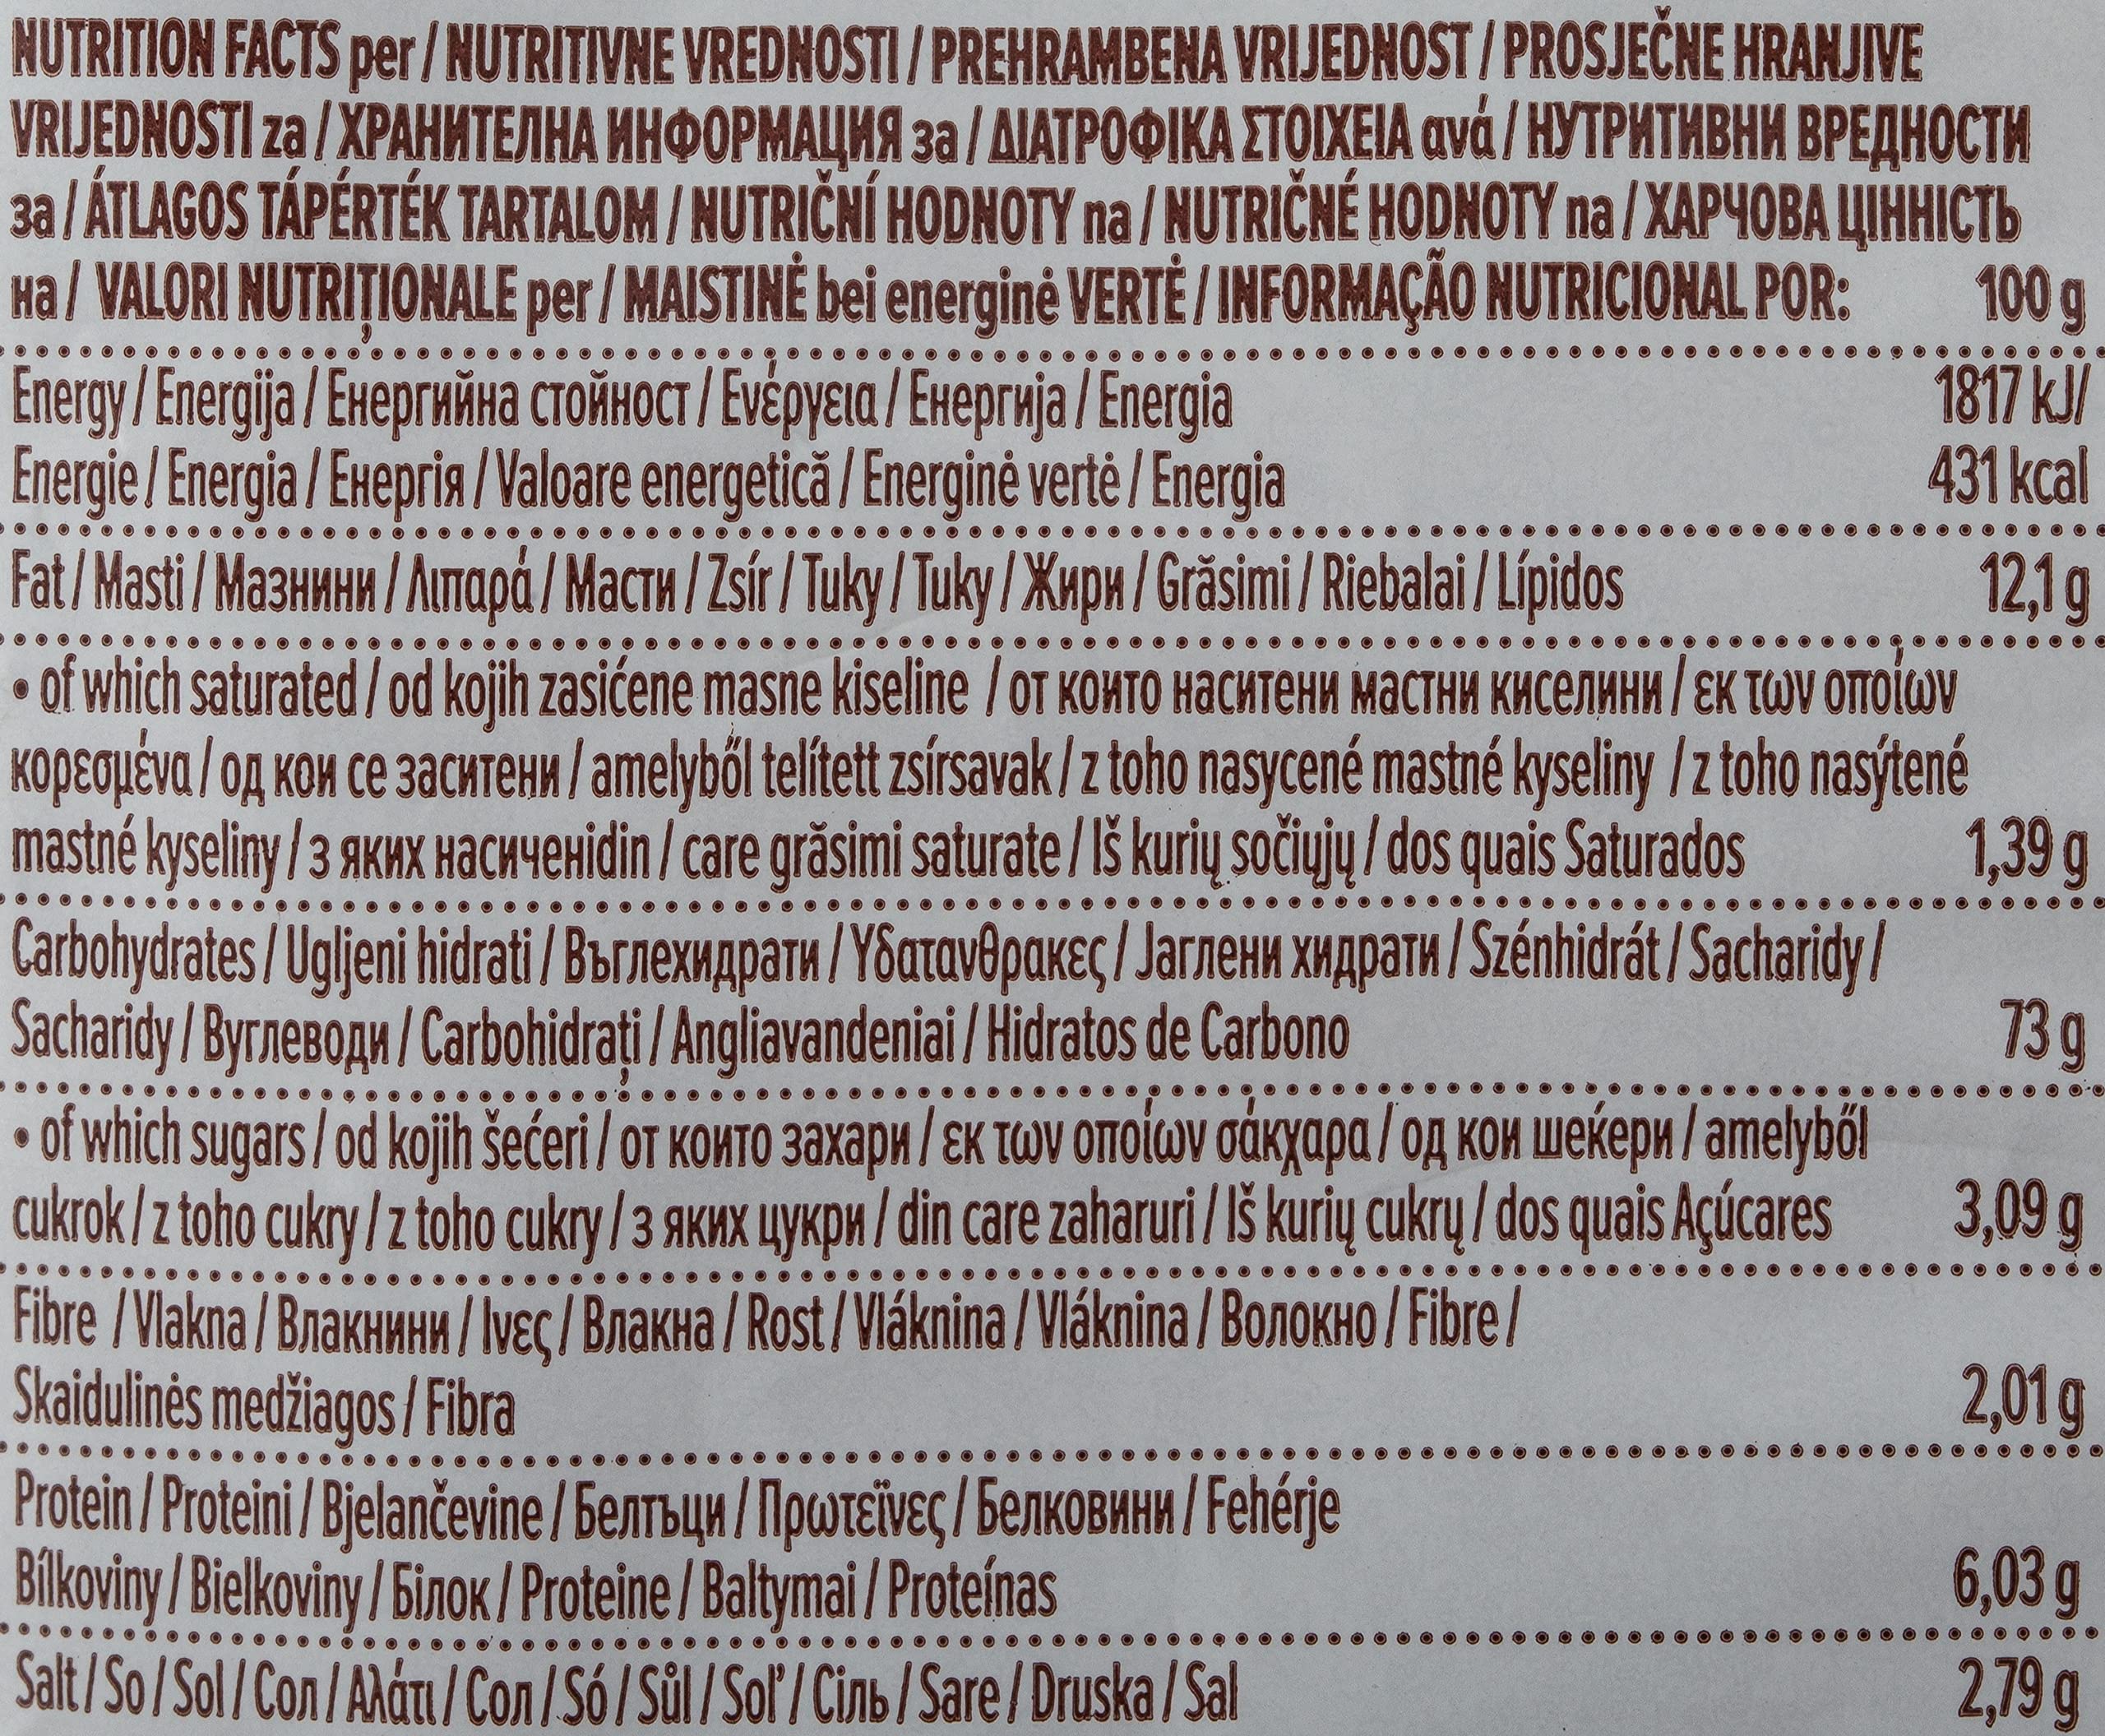 NUTRITION FACTS per / NUTRITIVNE VREDNOSTI / PREHRAMBENA VRIJEDNOST / PROSJEČNE HRANJIVE
VRIJEDNOSTI za / ХРАНИТЕЛНА ИНФОРМАЦИЯ за / ΔΙΑΤΡΟΦΙΚΑ ΣΤΟΙΧΕΙΑ ανά / НУТРИТИВНИ ВРЕДНОСТИ
за / ÁTLAGOS TÁPÉRTÉK TARTALOM / NUTRIČNÍ HODNOTY na / NUTRIČNÉ HODNOTY na / ХАРЧОВА ЦІННІСТЬ
на / VALORI NUTRIȚIONALE per / MAISTINĖ bei energinė VERTĖ / INFORMAÇÃO NUTRICIONAL POR: 100 g
Energy / Energija / Енергийна стойност / Ενέργεια / Енергија / Energia 1817 kJ/
Energie / Energia / Енергія / Valoare energetică / Energinė vertė / Energia 431 kcal
Fat / Masti / Мазнини / Λιπαρά / Масти / Zsír / Tuky / Tuky / Жири / Grăsimi / Riebalai / Lípidos 12,1 g
• of which saturated / od kojih zasićene masne kiseline / от които наситени мастни киселини / εκ των οποίων
κορεσμένα / од кои се заситени / amelyből telített zsírsavak / z toho nasycené mastné kyseliny / z toho nasýtené
mastné kyseliny / з яких насиченіdin / care grăsimi saturate / Iš kurių sočiųjų / dos quais Saturados 1,39 g
Carbohydrates / Ugljeni hidrati / Въглехидрати / Υδατανθρακες / Јаглени хидрати / Szénhidrát / Sacharidy /
Sacharidy / Вуглеводи / Carbohidrați / Angliavandeniai / Hidratos de Carbono 73 g
• of which sugars / od kojih šećeri / от които захари / εκ των οποίων σάκχαρα / од кои шеќери / amelyből
cukrok / z toho cukry / z toho cukry / з яких цукри / din care zaharuri / Iš kurių cukrų / dos quais Açúcares 3,09 g
Fibre / Vlakna / Влакнини / Ινες / Влакна / Rost / Vláknina / Vláknina / Волокно / Fibre /
Skaidulinės medžiagos / Fibra 2,01 g
Protein / Proteini / Bjelančevine / Белтъци / Πρωτεϊνες / Белковини / Fehérje
Bílkoviny / Bielkoviny / Білок / Proteine / Baltymai / Proteínas 6,03 g
Salt / So / Sol / Сол / Αλάτι / Сол / Só / Sůl / Soľ / Сіль / Sare / Druska / Sal 2,79 g